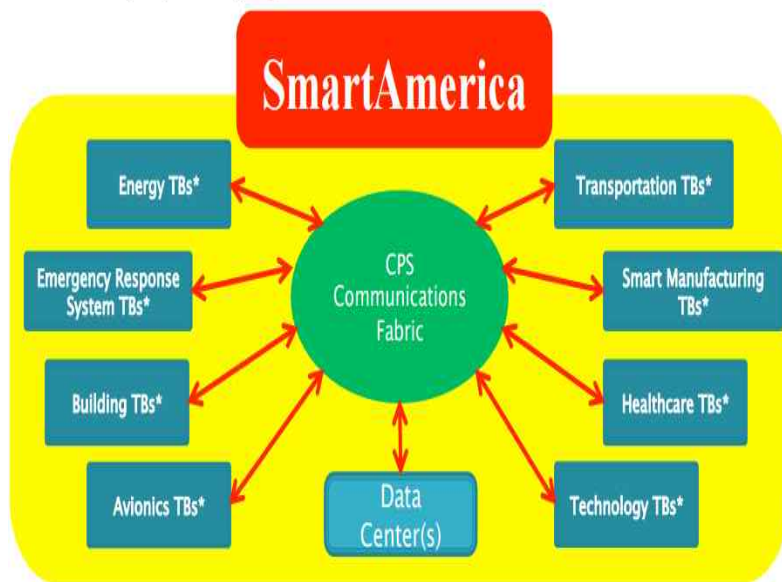 SmartAmerica
Energy TBs*
Transportation TBs*
Emergency Response
System TBs*
CPS
Communications
Fabric
Smart Manufacturing
TBs*
Building TBs*
Healthcare TBs*
Avionics TBs*
Data
Center(s)
Technology TBs*